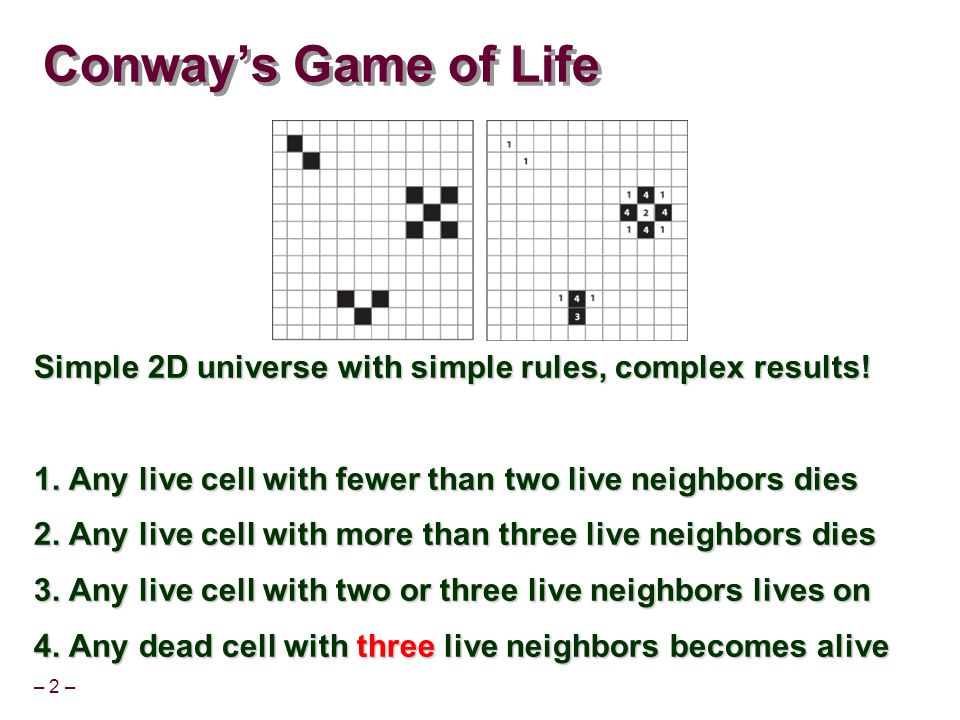 Conway’s Game of Life
1
1
1 4 1
4 2 4
1 4 1
1 4 1
3
Simple 2D universe with simple rules, complex results!
1. Any live cell with fewer than two live neighbors dies
2. Any live cell with more than three live neighbors dies
3. Any live cell with two or three live neighbors lives on
4. Any dead cell with three live neighbors becomes alive
– 2 –